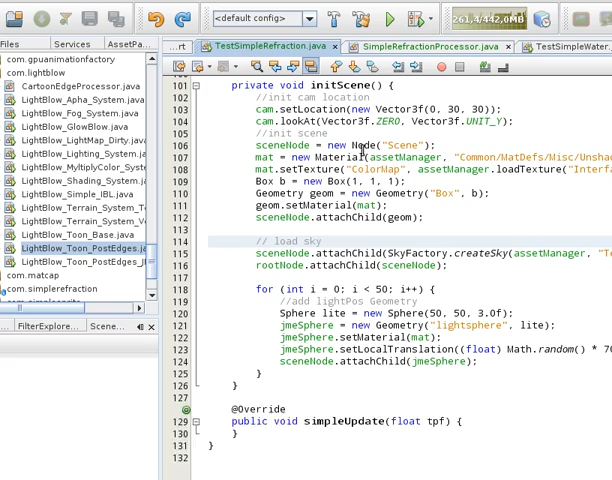 <default config>
261,4/442,0MB
Files Services AssetPa...
...rt TestSimpleRefraction.java SimpleRefractionProcessor.java TestSimpleWater.
com.gpuanimationfactory
com.lightblow
CartoonEdgeProcessor.java
LightBlow_Apha_System.java
LightBlow_Fog_System.java
LightBlow_GlowBlow.java
LightBlow_LightMap_Dirty.java
LightBlow_Lighting_System.java
LightBlow_MultiplyColor_System
LightBlow_Shading_System.java
LightBlow_Simple_IBL.java
LightBlow_Terrain_System_T
LightBlow_Terrain_System_V
LightBlow_Toon_Base.java
LightBlow_Toon_PostEdges.ja
LightBlow_Toon_PostEdges_J
com.matcap
com.simplerefraction
FilterExplore... Scene...
101 private void initScene() {
102 //init cam location
103 cam.setLocation(new Vector3f(0, 30, 30));
104 cam.lookAt(Vector3f.ZERO, Vector3f.UNIT_Y);
105 //init scene
106 sceneNode = new Node("Scene");
107 mat = new Material(assetManager, "Common/MatDefs/Misc/Unsha
108 mat.setTexture("ColorMap", assetManager.loadTexture("Interfa
109 Box b = new Box(1, 1, 1);
110 Geometry geom = new Geometry("Box", b);
111 geom.setMaterial(mat);
112 sceneNode.attachChild(geom);
113
114 // load sky
115 sceneNode.attachChild(SkyFactory.createSky(assetManager, "Te
116 rootNode.attachChild(sceneNode);
117
118 for (int i = 0; i < 50; i++) {
119 //add lightPos Geometry
120 Sphere lite = new Sphere(50, 50, 3.0f);
121 jmeSphere = new Geometry("lightsphere", lite);
122 jmeSphere.setMaterial(mat);
123 jmeSphere.setLocalTranslation((float) Math.random() * 70
124 sceneNode.attachChild(jmeSphere);
125 }
126 }
127
@Override
129 public void simpleUpdate(float tpf) {
130 }
131 }
132